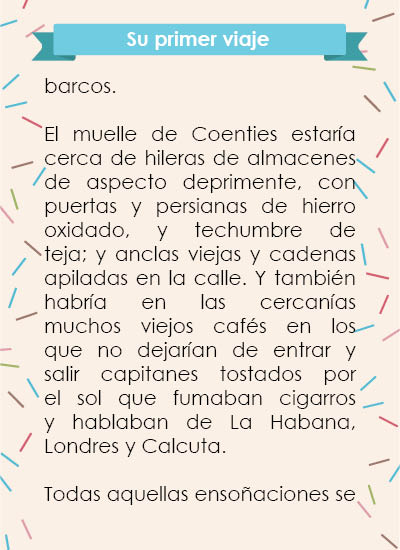 Su primer viaje
barcos.
El muelle de Coenties estaría
cerca de hileras de almacenes
de aspecto deprimente, con
puertas y persianas de hierro
oxidado, y techumbre de
teja; y anclas viejas y cadenas
apiladas en la calle. Y también
habría en las cercanías
muchos viejos cafés en los
que no dejarían de entrar y
salir capitanes tostados por
el sol que fumaban cigarros
y hablaban de La Habana,
Londres y Calcuta.
Todas aquellas ensoñaciones se